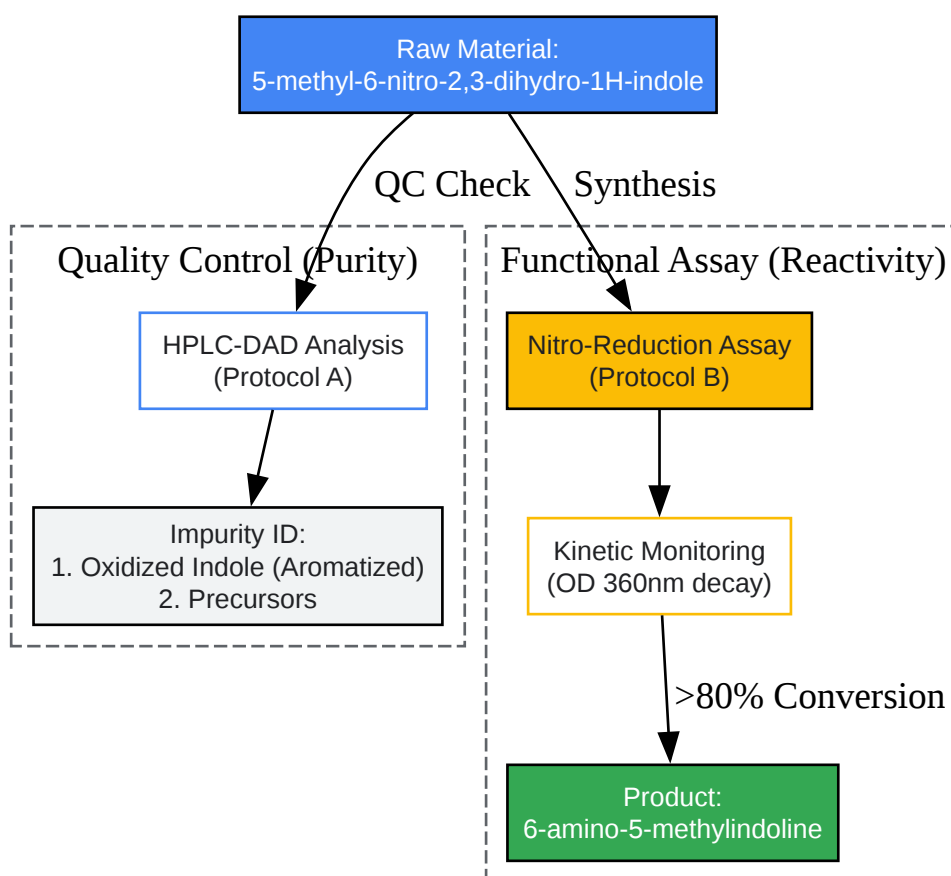 Raw Material:
5-methyl-6-nitro-2,3-dihydro-1H-indole
QC Check
Synthesis
Quality Control (Purity)
HPLC-DAD Analysis
(Protocol A)
Impurity ID:
1. Oxidized Indole (Aromatized)
2. Precursors
Functional Assay (Reactivity)
Nitro-Reduction Assay
(Protocol B)
Kinetic Monitoring
(OD 360nm decay)
>80% Conversion
Product:
6-amino-5-methylindoline